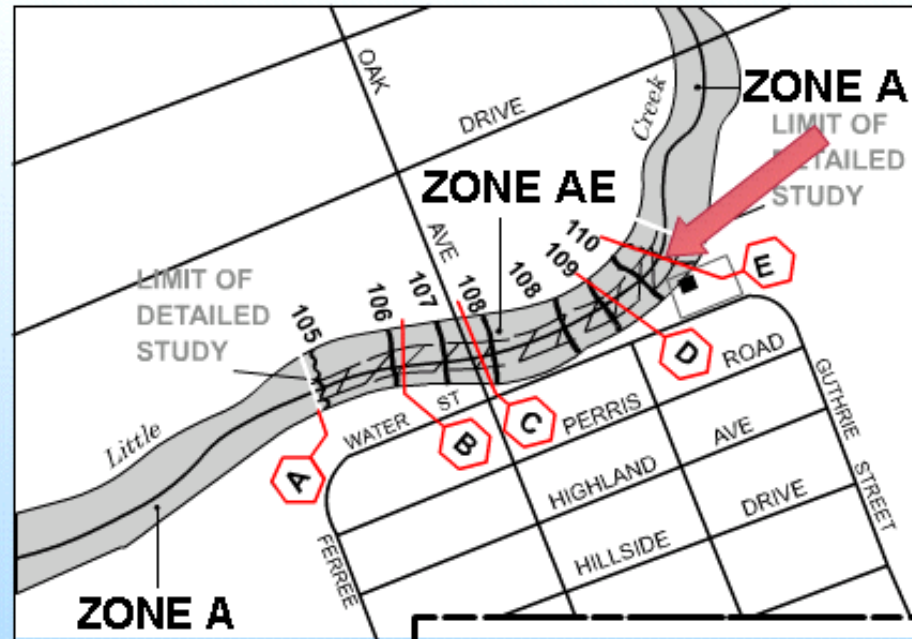 OAK
DRIVE
Creek
ZONE A
LIMIT OF
DETAILED
STUDY
ZONE AE
AVE
110
109
108
108
107
106
105
E
LIMIT OF
DETAILED
STUDY
D
ROAD
C
PERRIS
ST
WATER
B
A
GUTHRIE
STREET
Little
AVE
HIGHLAND
DRIVE
HILLSIDE
FERREE
ZONE A